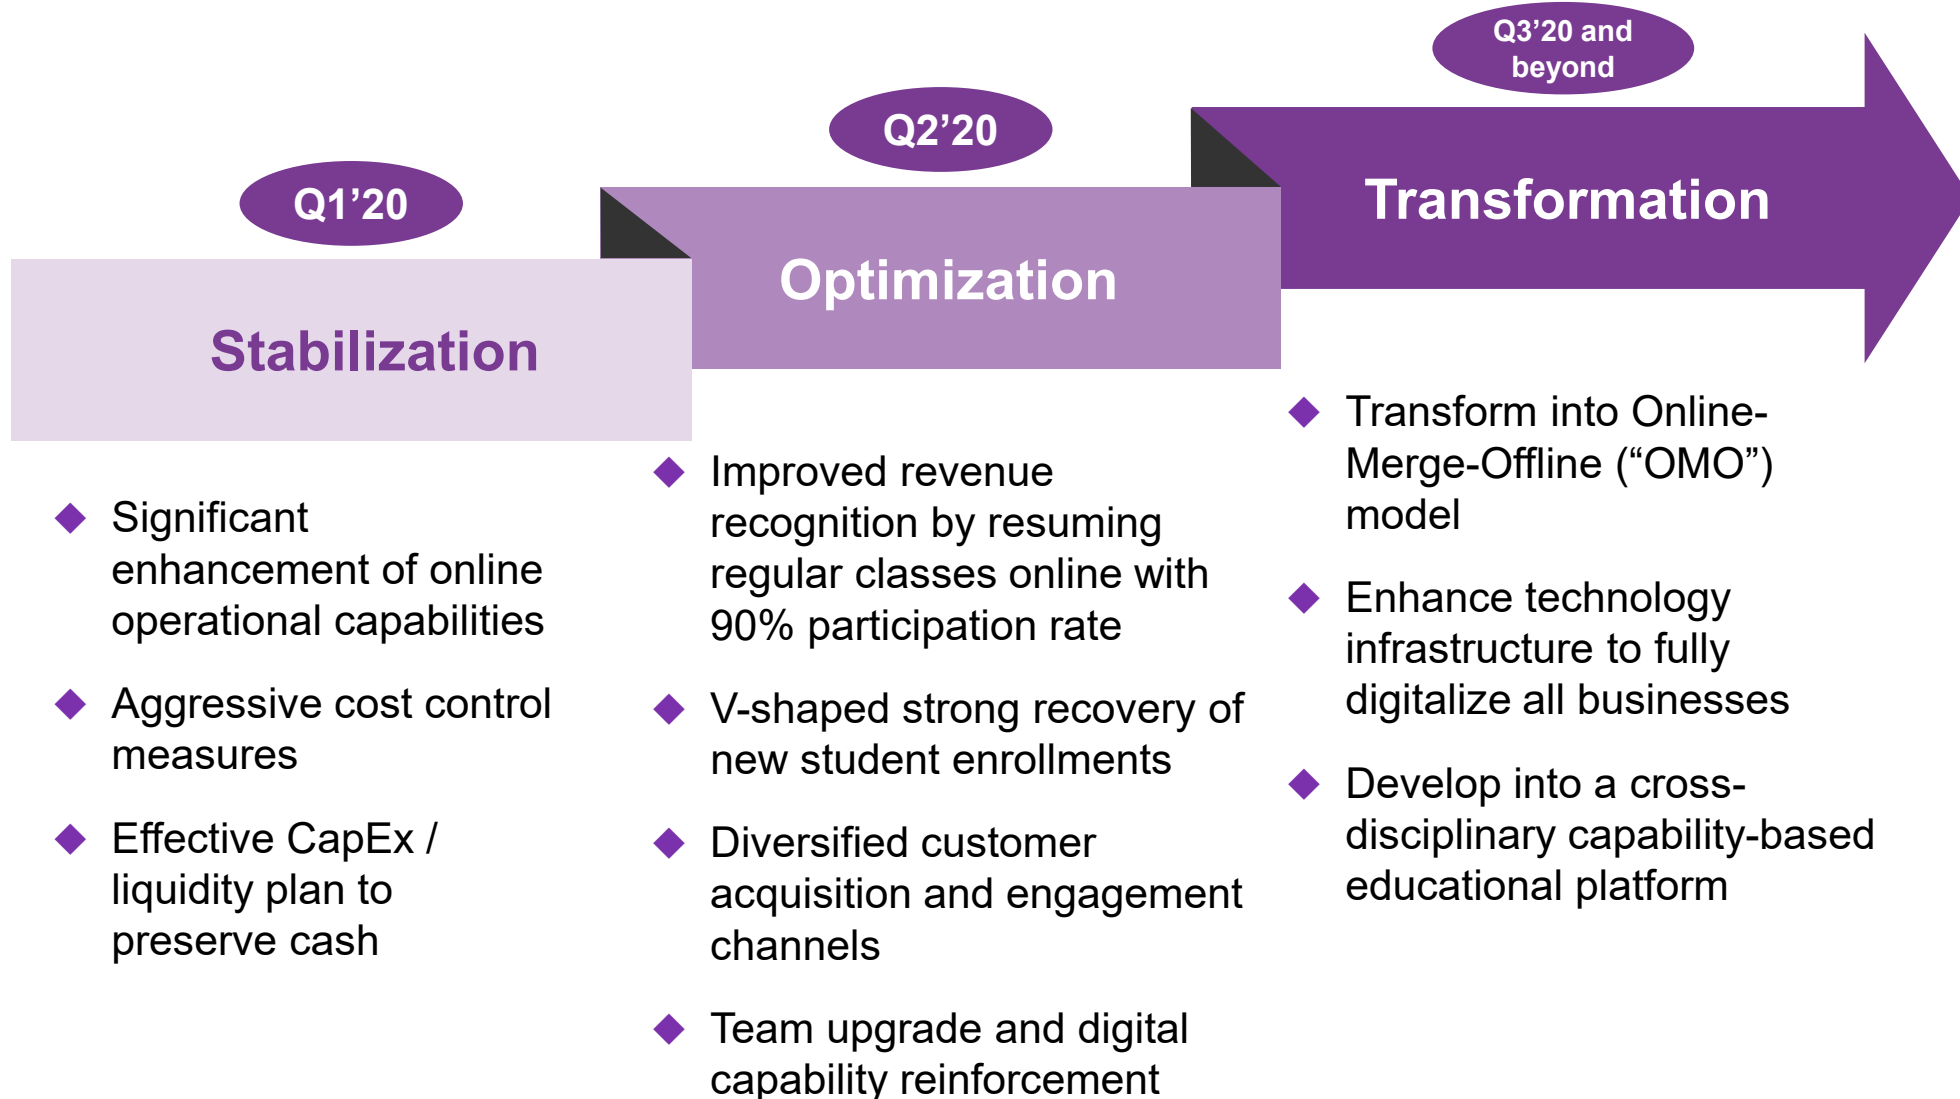 Q1’20
Stabilization
Significant
enhancement of online
operational capabilities
Aggressive cost control
measures
Effective CapEx /
liquidity plan to
preserve cash
Q2’20
Optimization
Improved revenue
recognition by resuming
regular classes online with
90% participation rate
V-shaped strong recovery of
new student enrollments
Diversified customer
acquisition and engagement
channels
Team upgrade and digital
capability reinforcement
Q3’20 and
beyond
Transformation
Transform into Online-
Merge-Offline (“OMO”)
model
Enhance technology
infrastructure to fully
digitalize all businesses
Develop into a cross-
disciplinary capability-based
educational platform